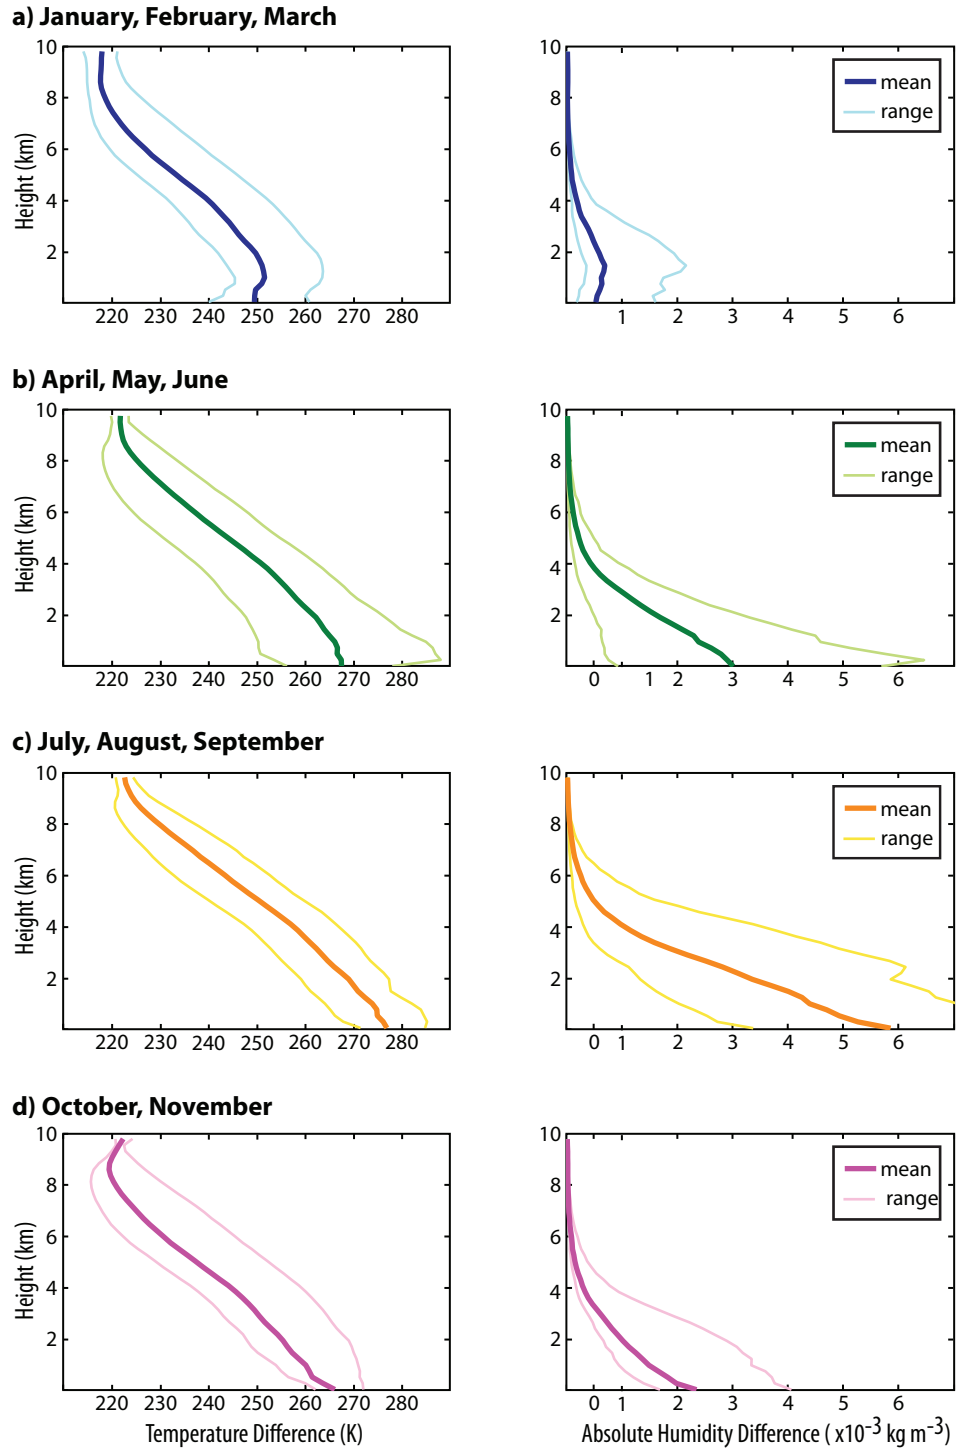 a) January, February, March
10
8
6
4
2
Height (km)
220 230 240 250 260 270 280
10
8
6
4
2
mean
range
1 2 3 4 5 6
b) April, May, June
10
8
6
4
2
Height (km)
220 230 240 250 260 270 280
10
8
6
4
2
mean
range
0 1 2 3 4 5 6
c) July, August, September
10
8
6
4
2
Height (km)
220 230 240 250 260 270 280
10
8
6
4
2
mean
range
0 1 2 3 4 5 6
d) October, November
10
8
6
4
2
Height (km)
220 230 240 250 260 270 280
Temperature Difference (K)
10
8
6
4
2
mean
range
0 1 2 3 4 5 6
Absolute Humidity Difference ( x10⁻³ kg m⁻³)